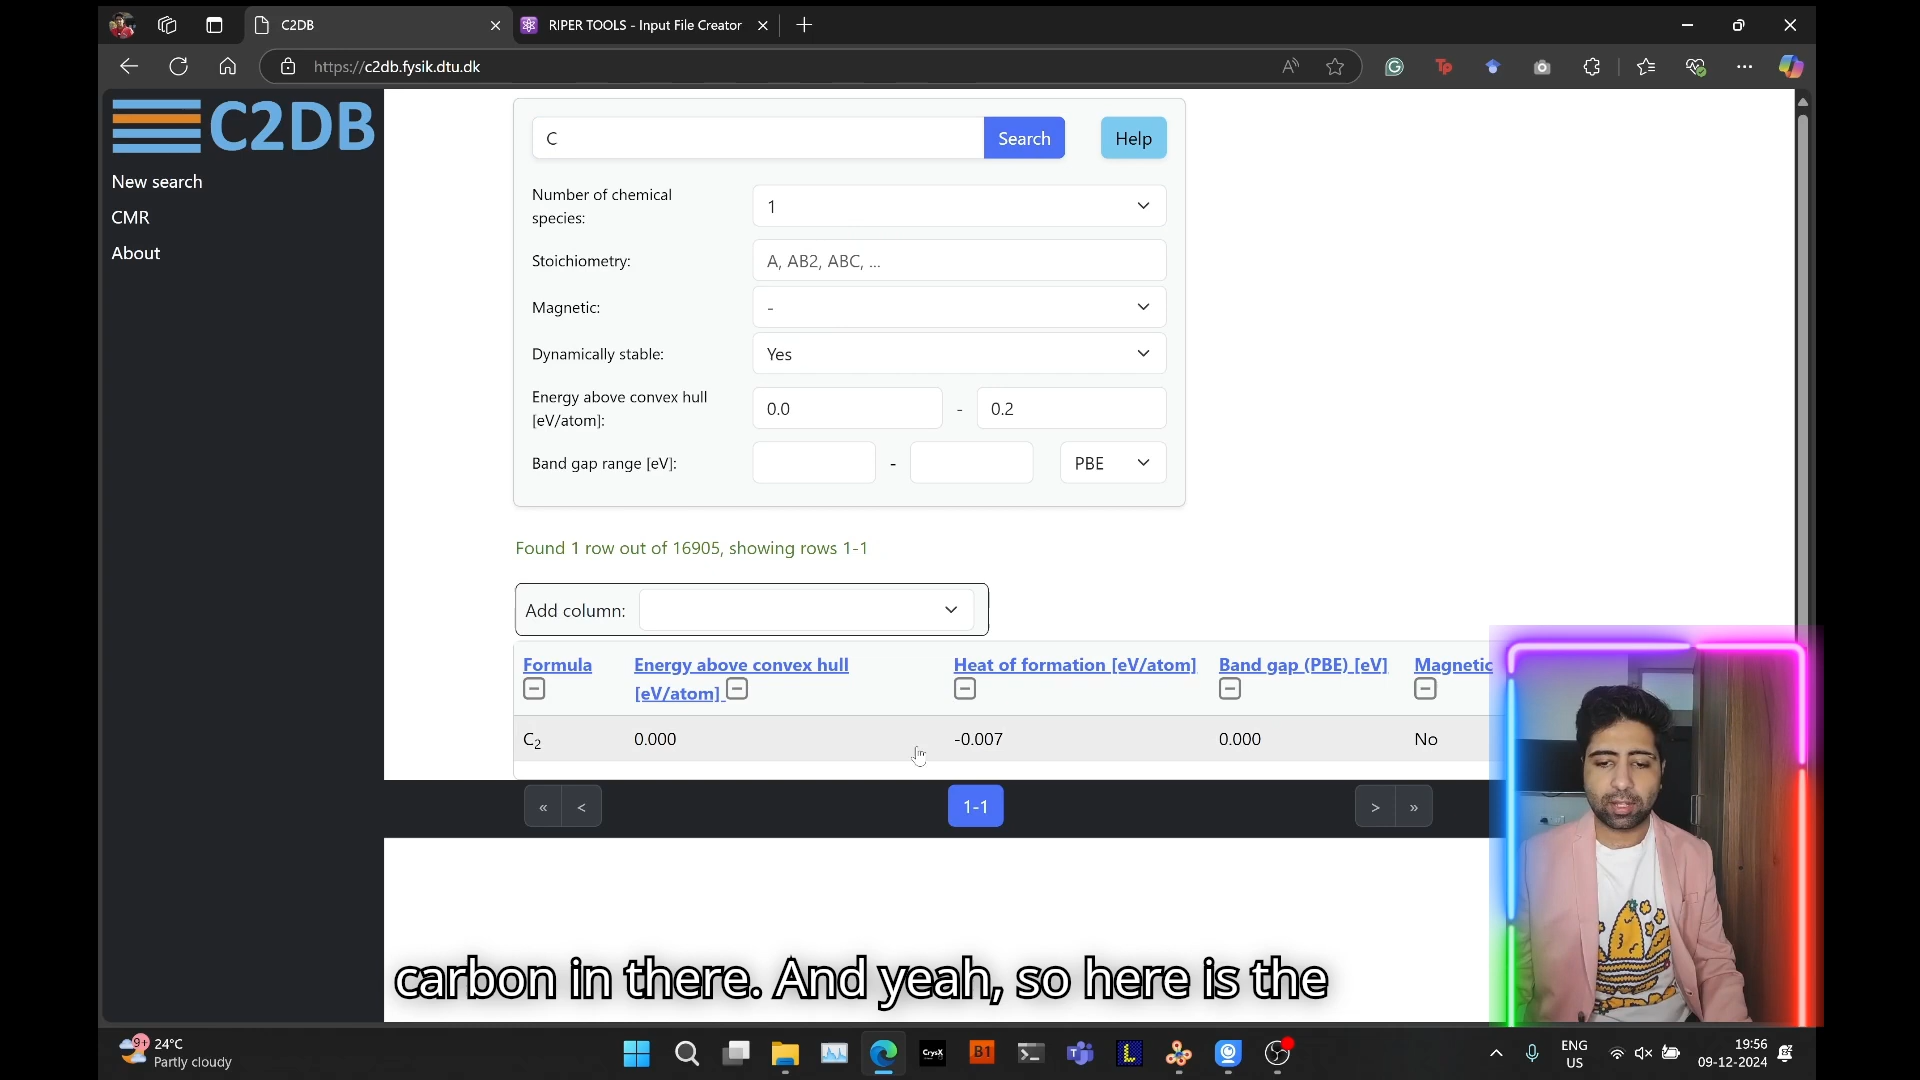 C2DB
RIPER TOOLS - Input File Creator
https://c2db.fysik.dtu.dk
C2DB
New search
CMR
About
C
Search
Help
Number of chemical species:
1
Stoichiometry:
A, AB2, ABC, ...
Magnetic:
-
Dynamically stable:
Yes
Energy above convex hull [eV/atom]:
0.0
-
0.2
Band gap range [eV]:
-
PBE
Found 1 row out of 16905, showing rows 1-1
Add column:
Formula
Energy above convex hull [eV/atom]
Heat of formation [eV/atom]
Band gap (PBE) [eV]
Magnetic
C2
0.000
-0.007
0.000
No
«
<
1-1
>
»
carbon in there. And yeah, so here is the
9+
24°C
Partly cloudy
CrysX
B1
ENG
US
19:56
09-12-2024